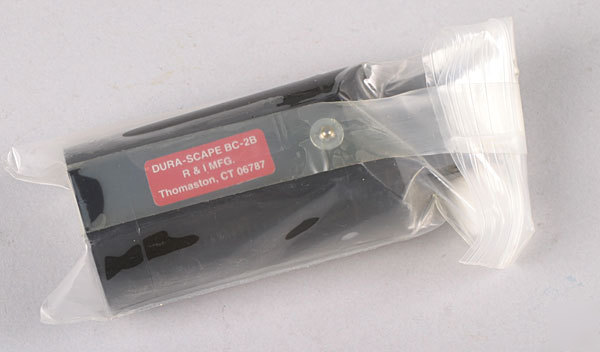 DURA-SCAPE BC-2B
R & I MFG.
Thomaston, CT 06787